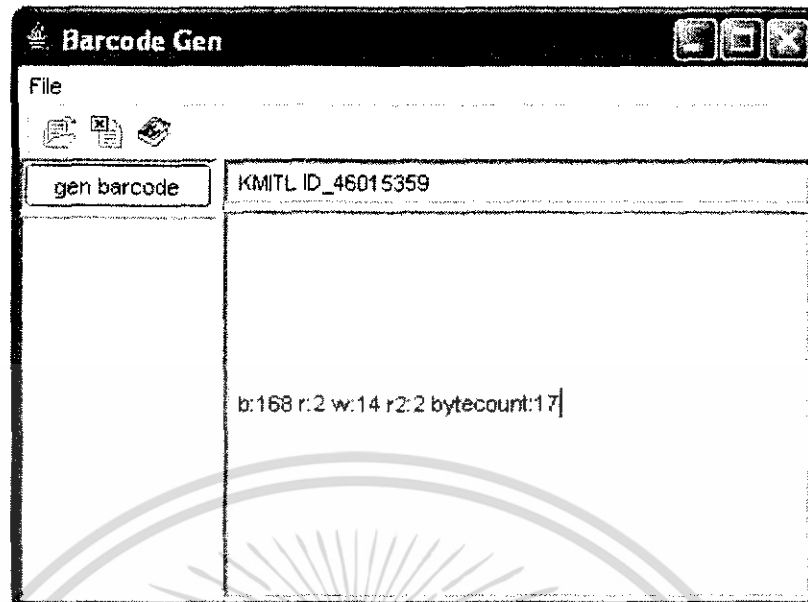 Barcode Gen
File
gen barcode
KMITL ID_46015359
b:168 r:2 w:14 r2:2 bytecount:17